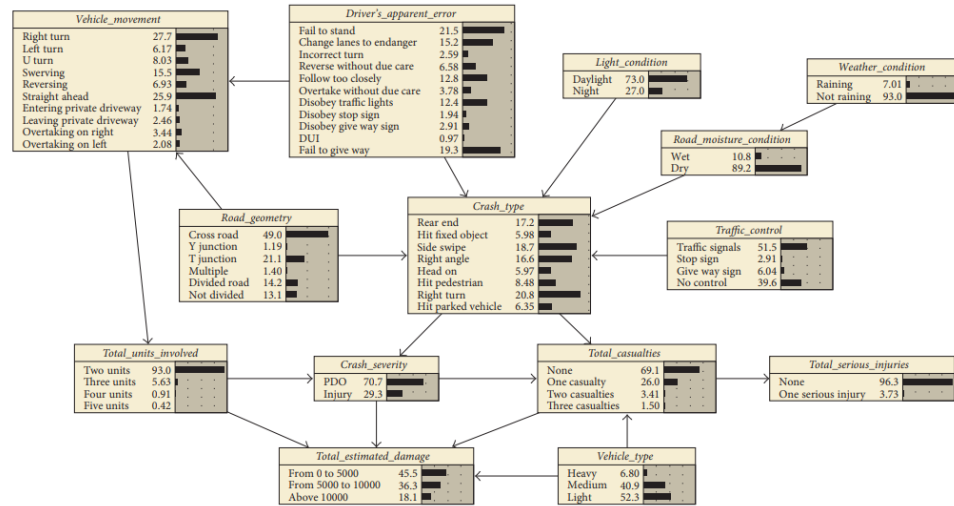 Vehicle_movement
Right turn 27.7
Left turn 6.17
U turn 8.03
Swerving 15.5
Reversing 6.93
Straight ahead 25.9
Entering private driveway 1.74
Leaving private driveway 2.46
Overtaking on right 3.44
Overtaking on left 2.08
Driver's_apparent_error
Fail to stand 21.5
Change lanes to endanger 15.2
Incorrect turn 2.59
Reverse without due care 6.58
Follow too closely 12.8
Overtake without due care 3.78
Disobey traffic lights 12.4
Disobey stop sign 1.94
Disobey give way sign 2.91
DUI 0.97
Fail to give way 19.3
Light_condition
Daylight 73.0
Night 27.0
Weather_condition
Raining 7.01
Not raining 93.0
Road_moisture_condition
Wet 10.8
Dry 89.2
Road_geometry
Cross road 49.0
Y junction 1.19
T junction 21.1
Multiple 1.40
Divided road 14.2
Not divided 13.1
Crash_type
Rear end 17.2
Hit fixed object 5.98
Side swipe 18.7
Right angle 16.6
Head on 5.97
Hit pedestrian 8.48
Right turn 20.8
Hit parked vehicle 6.35
Traffic_control
Traffic signals 51.5
Stop sign 2.91
Give way sign 6.04
No control 39.6
Total_units_involved
Two units 93.0
Three units 5.63
Four units 0.91
Five units 0.42
Crash_severity
PDO 70.7
Injury 29.3
Total_casualties
None 69.1
One casualty 26.0
Two casualties 3.41
Three casualties 1.50
Total_serious_injuries
None 96.3
One serious injury 3.73
Total_estimated_damage
From 0 to 5000 45.5
From 5000 to 10000 36.3
Above 10000 18.1
Vehicle_type
Heavy 6.80
Medium 40.9
Light 52.3